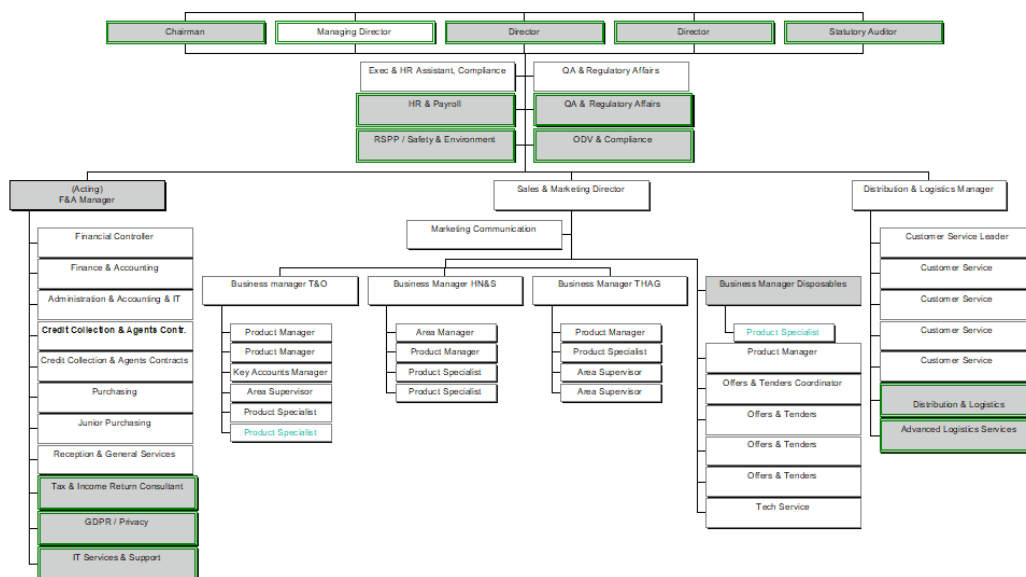 Chairman
Managing Director
Director
Director
Statutory Auditor
Exec & HR Assistant, Compliance
QA & Regulatory Affairs
HR & Payroll
QA & Regulatory Affairs
RSPP / Safety & Environment
ODV & Compliance
(Acting)
F&A Manager
Sales & Marketing Director
Distribution & Logistics Manager
Marketing Communication
Financial Controller
Finance & Accounting
Administration & Accounting & IT
Credit Collection & Agents Contr.
Credit Collection & Agents Contracts
Purchasing
Junior Purchasing
Reception & General Services
Tax & Income Return Consultant
GDPR / Privacy
IT Services & Support
Business manager T&O
Product Manager
Product Manager
Key Accounts Manager
Area Supervisor
Product Specialist
Product Specialist
Business Manager HN&S
Area Manager
Product Manager
Product Specialist
Product Specialist
Business Manager THAG
Product Manager
Product Specialist
Area Supervisor
Area Supervisor
Business Manager Disposables
Product Specialist
Product Manager
Offers & Tenders Coordinator
Offers & Tenders
Offers & Tenders
Offers & Tenders
Tech Service
Customer Service Leader
Customer Service
Customer Service
Customer Service
Customer Service
Distribution & Logistics
Advanced Logistics Services